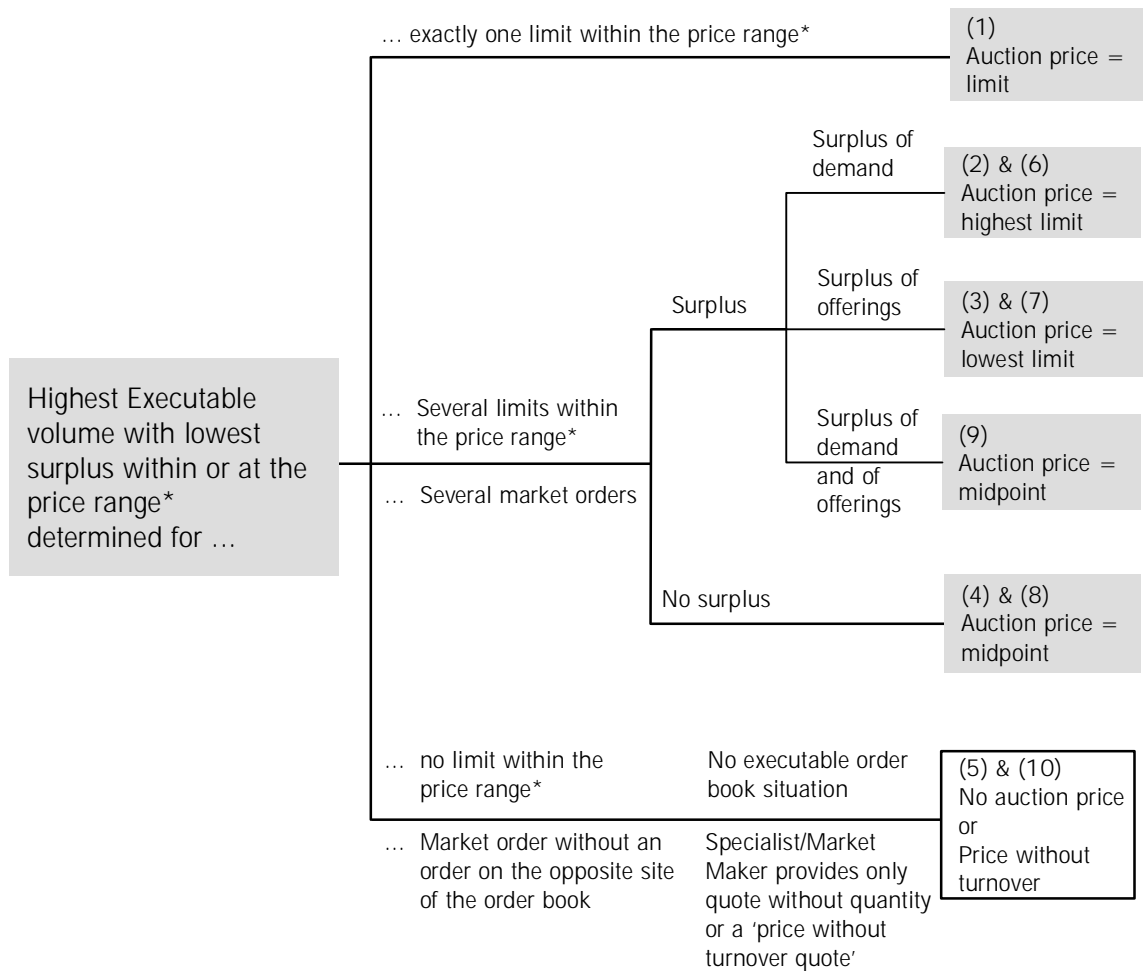 … exactly one limit within the price range*
(1)
Auction price =
limit
Surplus of
demand
(2) & (6)
Auction price =
highest limit
Surplus
Surplus of
offerings
(3) & (7)
Auction price =
lowest limit
Highest Executable
volume with lowest
surplus within or at the
price range*
determined for …
… Several limits within
the price range*
… Several market orders
Surplus of
demand
and of
offerings
(9)
Auction price =
midpoint
No surplus
(4) & (8)
Auction price =
midpoint
… no limit within the
price range*
No executable order
book situation
(5) & (10)
No auction price
or
Price without
turnover
… Market order without an
order on the opposite site
of the order book
Specialist/Market
Maker provides only
quote without quantity
or a ‘price without
turnover quote’